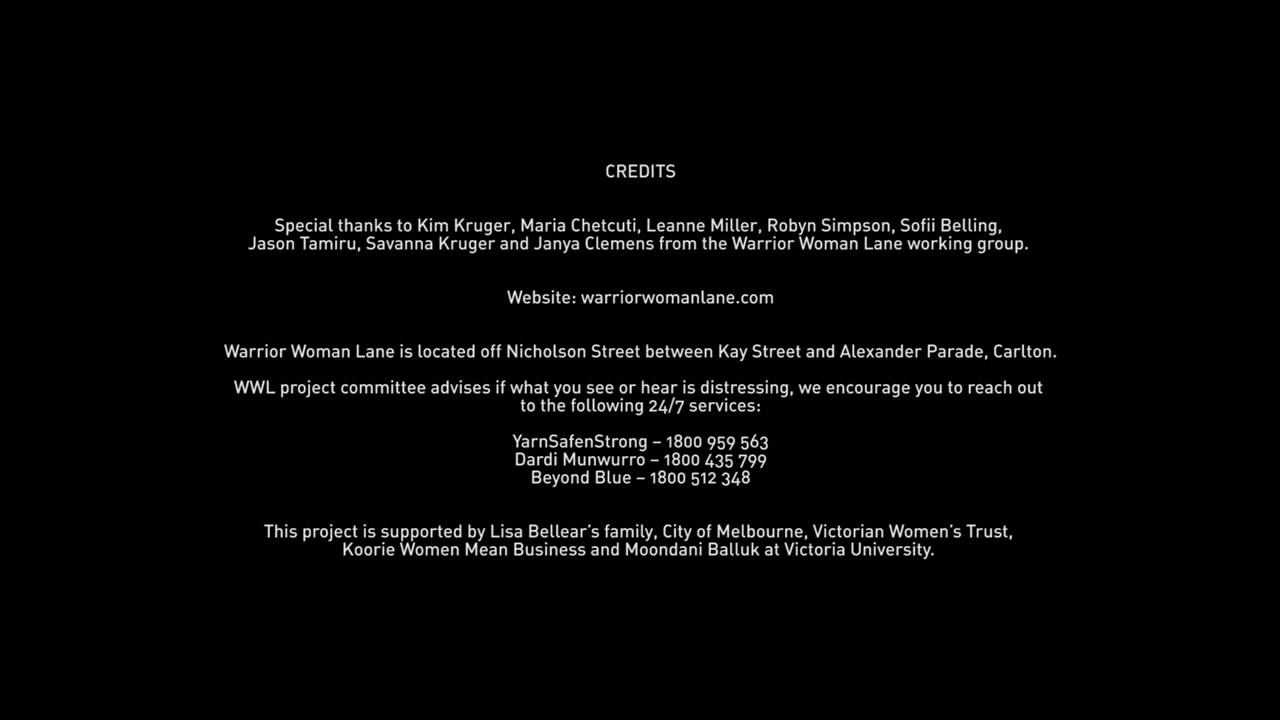 CREDITS
Special thanks to Kim Kruger, Maria Chetcuti, Leanne Miller, Robyn Simpson, Sofii Belling,
Jason Tamiru, Savanna Kruger and Janya Clemens from the Warrior Woman Lane working group.
Website: warriorwomanlane.com
Warrior Woman Lane is located off Nicholson Street between Kay Street and Alexander Parade, Carlton.
WWL project committee advises if what you see or hear is distressing, we encourage you to reach out
to the following 24/7 services:
YarnSafenStrong – 1800 959 563
Dardi Munwurro – 1800 435 799
Beyond Blue – 1800 512 348
This project is supported by Lisa Bellear’s family, City of Melbourne, Victorian Women’s Trust,
Koorie Women Mean Business and Moondani Balluk at Victoria University.